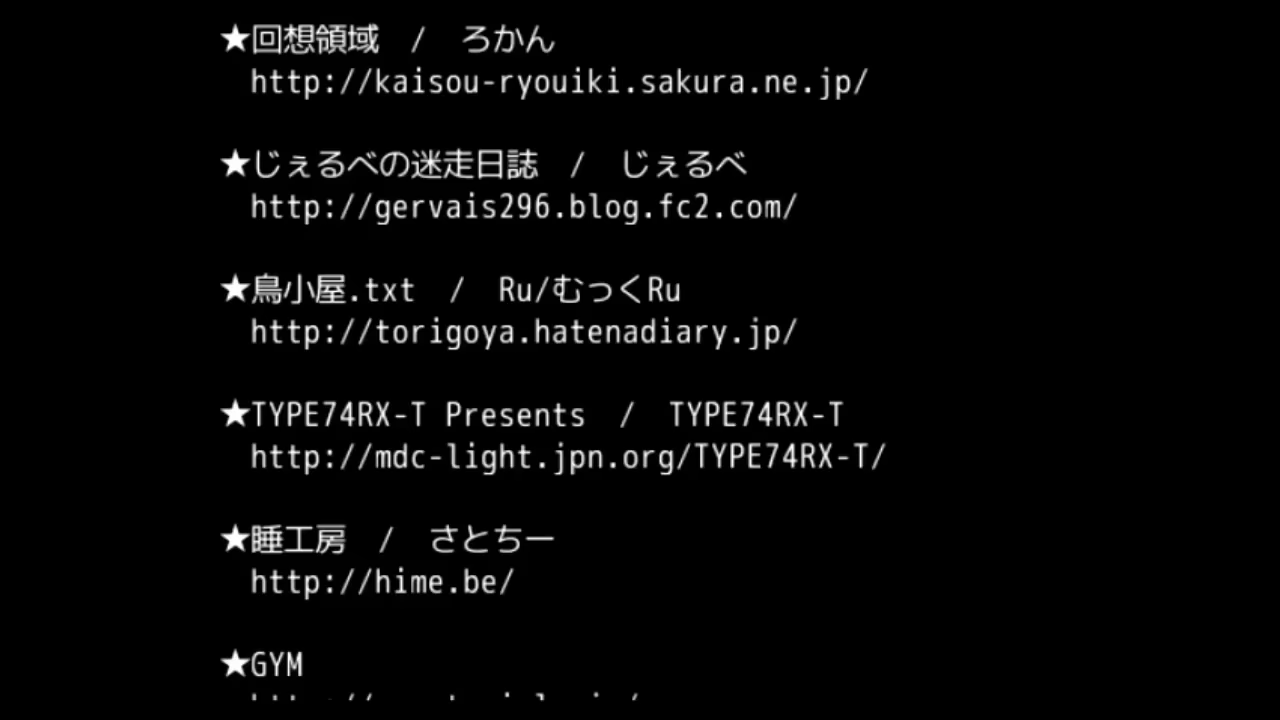 ★回想領域　/　ろかん
http://kaisou-ryouiki.sakura.ne.jp/
★じぇるべの迷走日誌　/　じぇるべ
http://gervais296.blog.fc2.com/
★鳥小屋.txt　/　Ru/むっくRu
http://torigoya.hatenadiary.jp/
★TYPE74RX-T Presents　/　TYPE74RX-T
http://mdc-light.jpn.org/TYPE74RX-T/
★睡工房　/　さとちー
http://hime.be/
★GYM